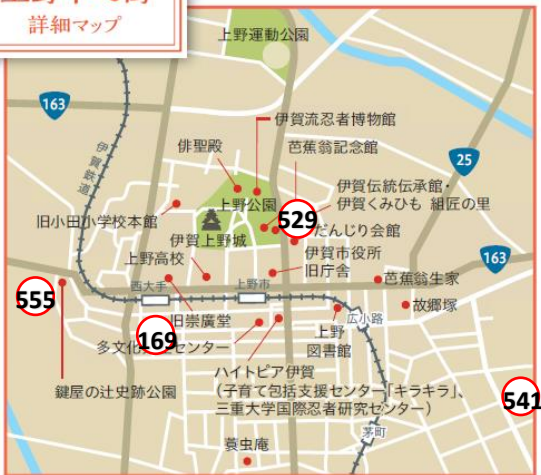 詳細マップ
上野運動公園
163
伊賀流忍者博物館
芭蕉翁記念館
俳聖殿
25
伊賀鉄道
伊賀伝統伝承館・
伊賀くみひも 組匠の里
上野公園
529
だんじり会館
旧小田小学校本館
伊賀上野城
伊賀市役所
旧庁舎
上野高校
163
芭蕉翁生家
555
西大手
上野市
故郷塚
旧崇廣堂
広小路
169
センター
上野
図書館
ハイトピア伊賀
(子育て包括支援センター「キラキラ」、
三重大学国際忍者研究センター)
鍵屋の辻史跡公園
541
茅町
蓑虫庵